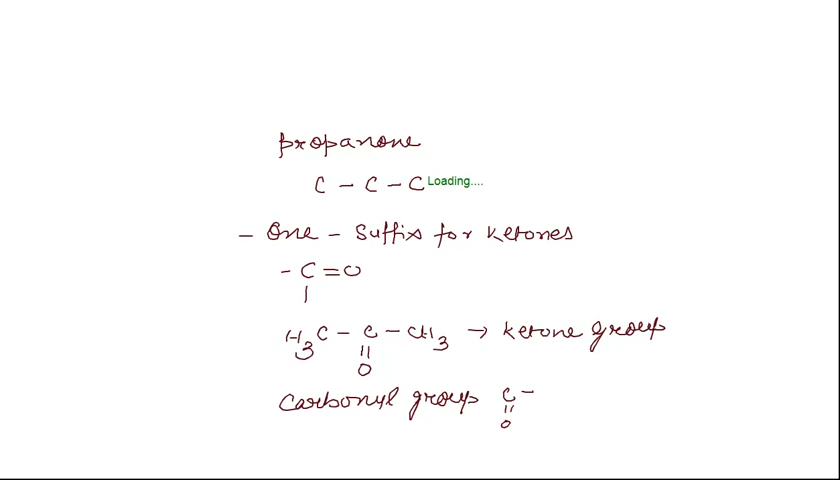 propanone
C - C - C Loading....
- One - Suffix for Ketones
- C = O
|
H3C - C - CH3 → Ketone group
||
O
Carbonyl group C -
||
O